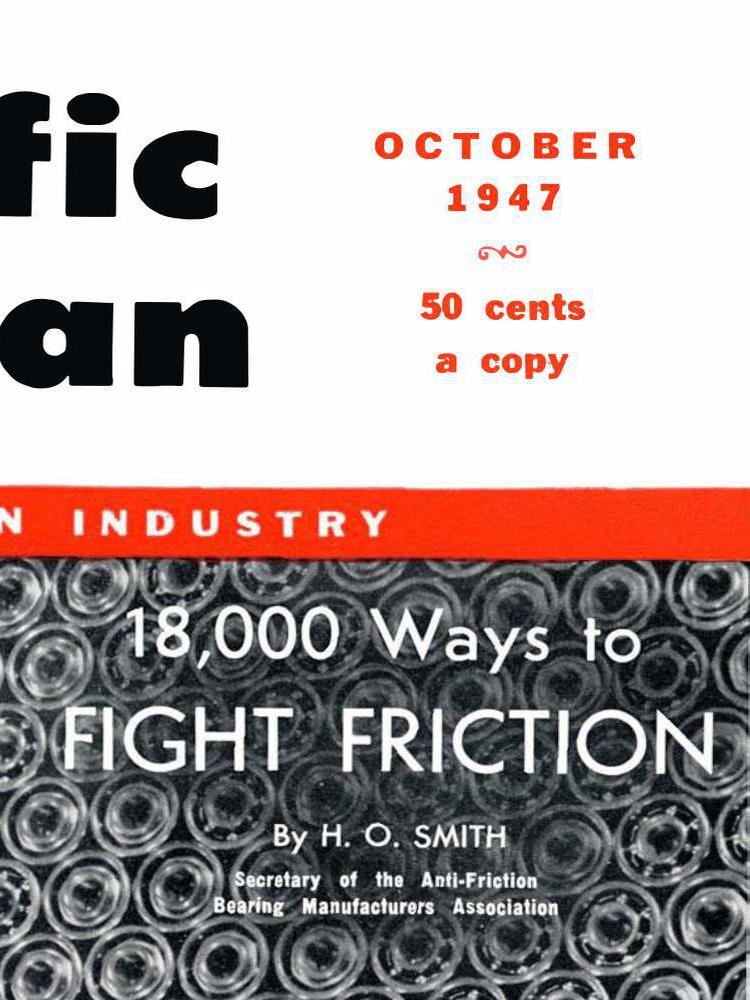 fic
OCTOBER
1947
an
50 cents
a copy
N INDUSTRY
18,000 Ways to
FIGHT FRICTION
By H. O. SMITH
Secretary of the Anti-Friction
Bearing Manufacturers Association